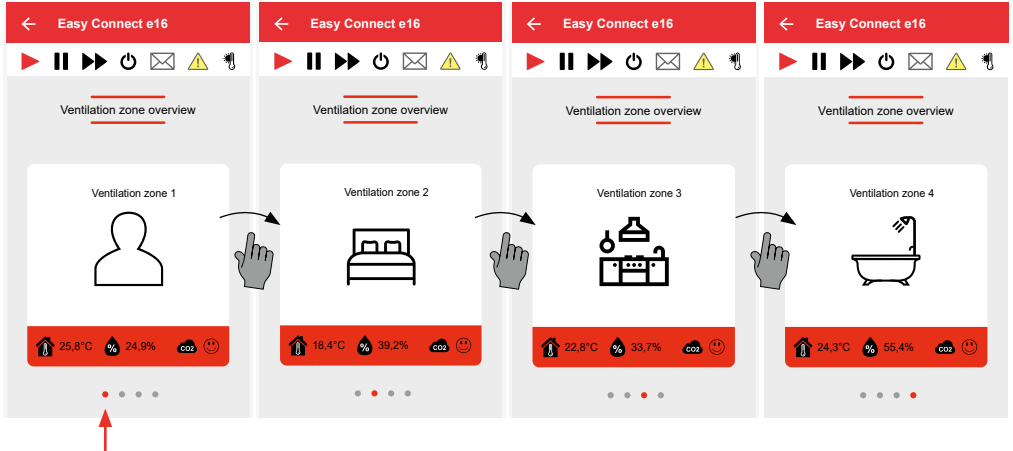 Easy Connect e16
Ventilation zone overview
Ventilation zone 1
25,8°C % 24,9% CO2
Easy Connect e16
Ventilation zone overview
Ventilation zone 2
18,4°C % 39,2% CO2
Easy Connect e16
Ventilation zone overview
Ventilation zone 3
22,8°C % 33,7% CO2
Easy Connect e16
Ventilation zone overview
Ventilation zone 4
24,3°C % 55,4% CO2